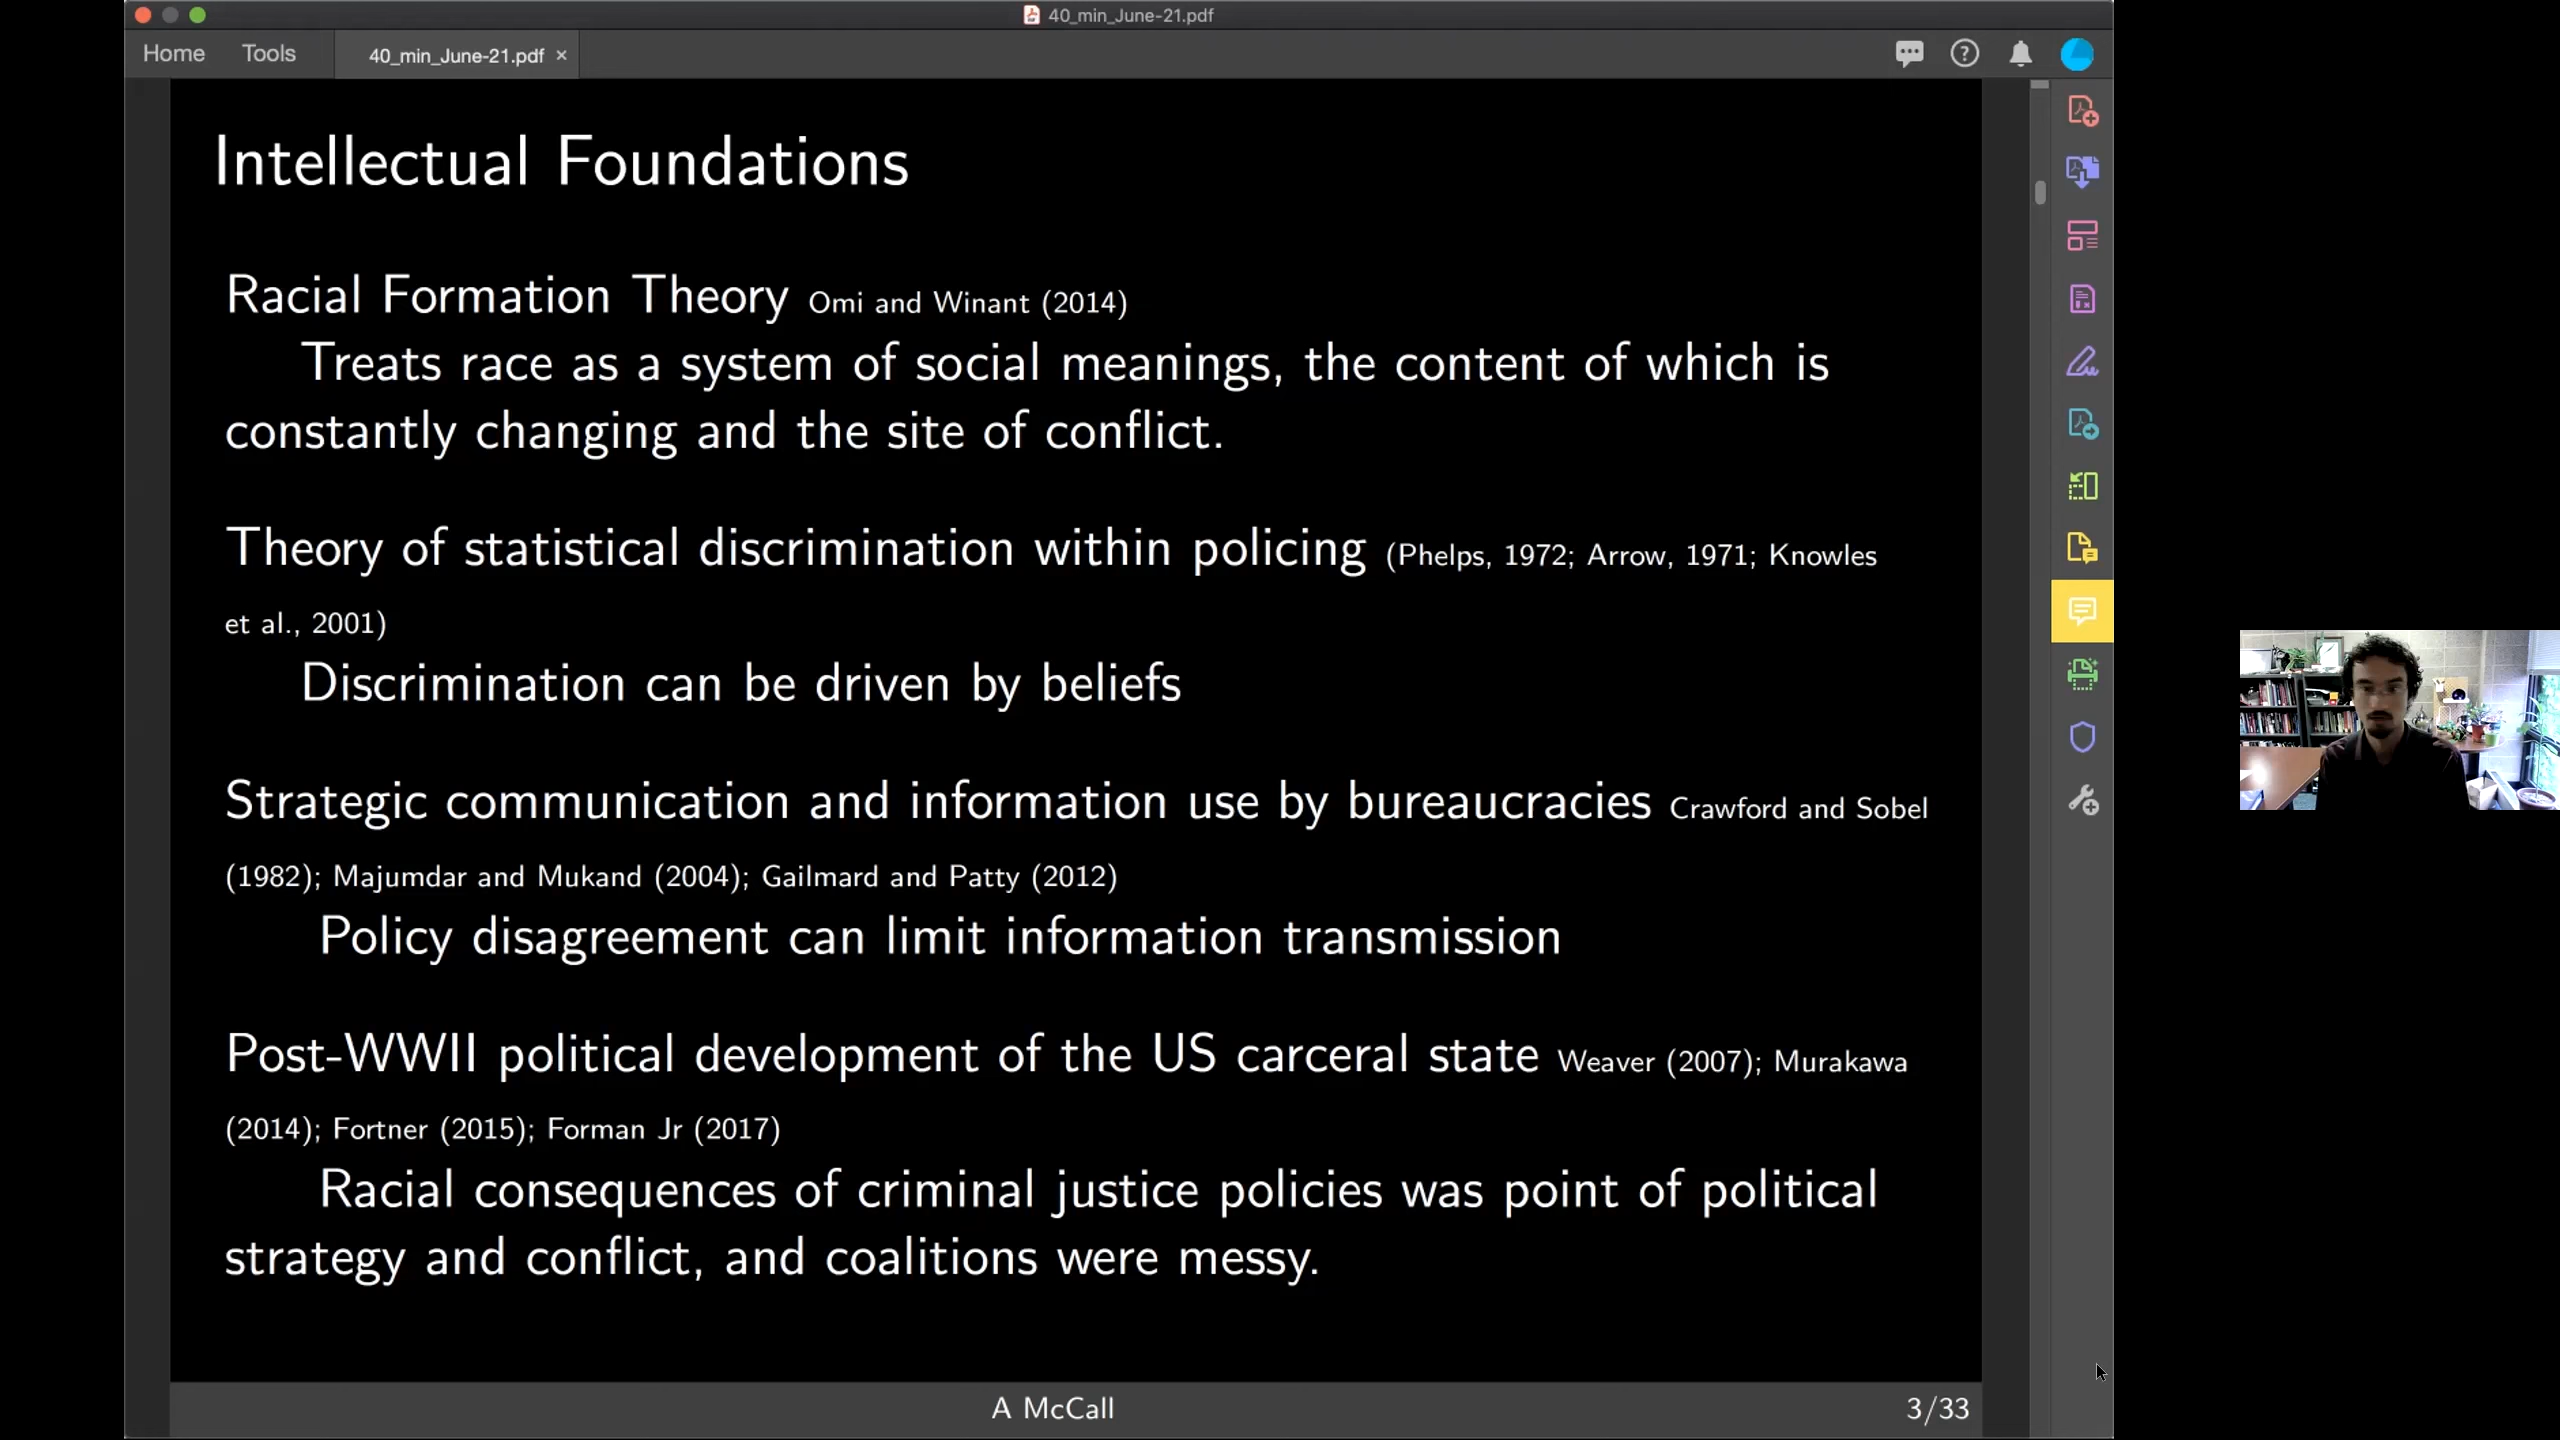 40_min_June-21.pdf
Home Tools 40_min_June-21.pdf ×
Intellectual Foundations
Racial Formation Theory Omi and Winant (2014)
Treats race as a system of social meanings, the content of which is
constantly changing and the site of conflict.
Theory of statistical discrimination within policing (Phelps, 1972; Arrow, 1971; Knowles
et al., 2001)
Discrimination can be driven by beliefs
Strategic communication and information use by bureaucracies Crawford and Sobel
(1982); Majumdar and Mukand (2004); Gailmard and Patty (2012)
Policy disagreement can limit information transmission
Post-WWII political development of the US carceral state Weaver (2007); Murakawa
(2014); Fortner (2015); Forman Jr (2017)
Racial consequences of criminal justice policies was point of political
strategy and conflict, and coalitions were messy.
A McCall 3/33